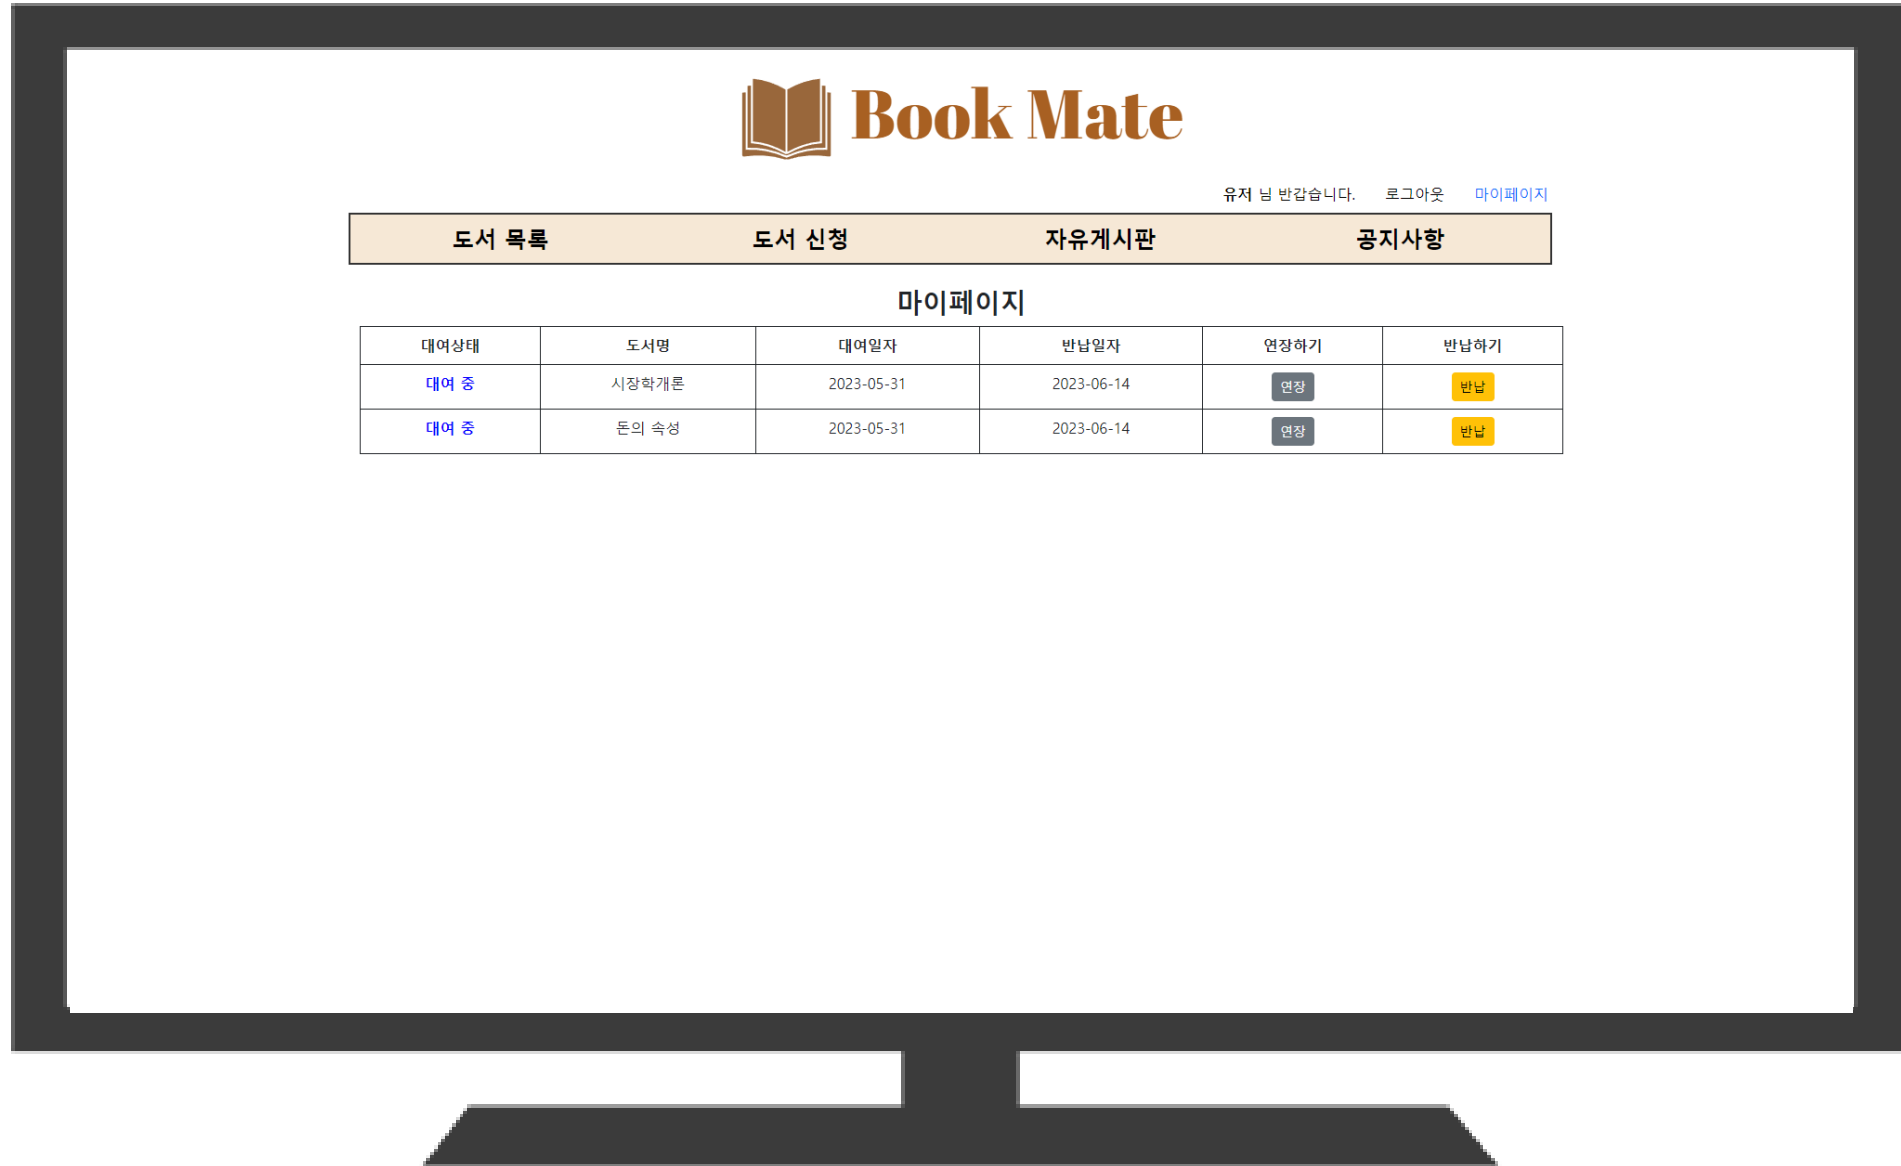 Book Mate
유저 님 반갑습니다. 로그아웃 마이페이지
도서 목록 도서 신청 자유게시판 공지사항
마이페이지
대여상태 도서명 대여일자 반납일자 연장하기 반납하기
대여 중 시장학개론 2023-05-31 2023-06-14 연장 반납
대여 중 돈의 속성 2023-05-31 2023-06-14 연장 반납